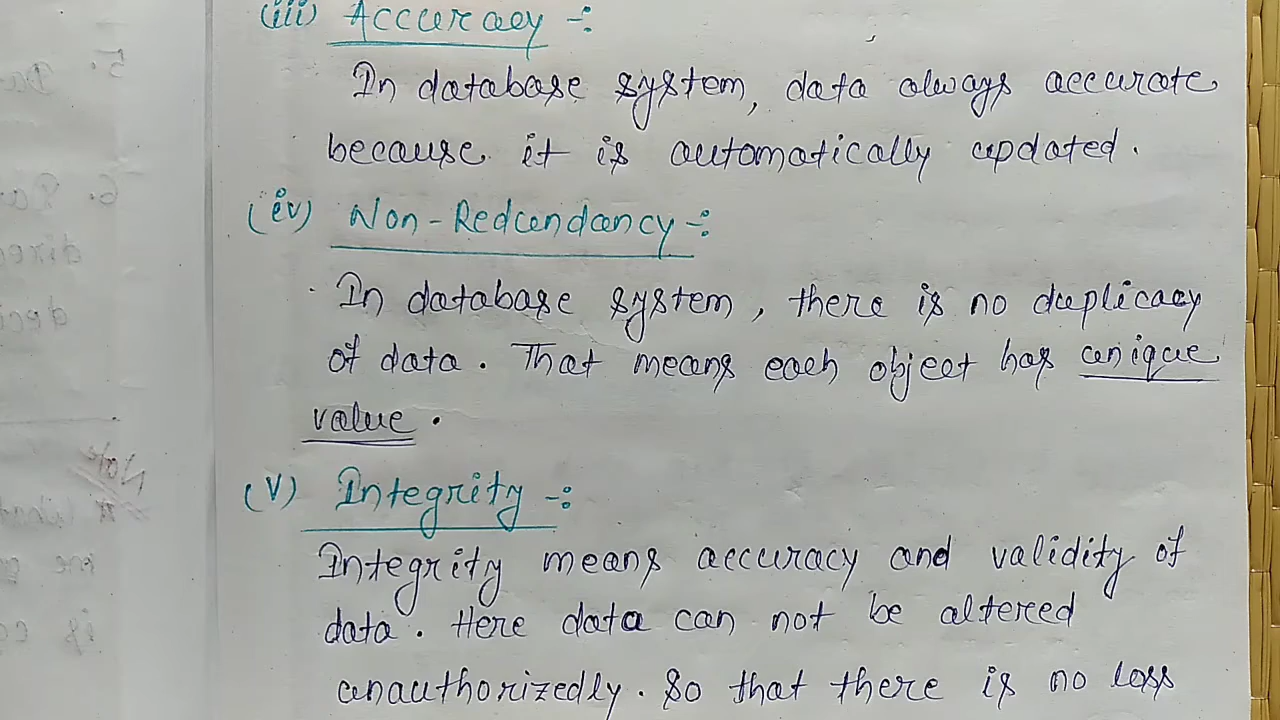 (iii) Accuracy -:
In database system, data always accurate
because it is automatically updated.
(iv) Non-Redundancy -:
In database system, there is no duplicacy
of data. That means each object has unique
value.
(v) Integrity -:
Integrity means accuracy and validity of
data. Here data can not be altered
unauthorizedly. So that there is no loss